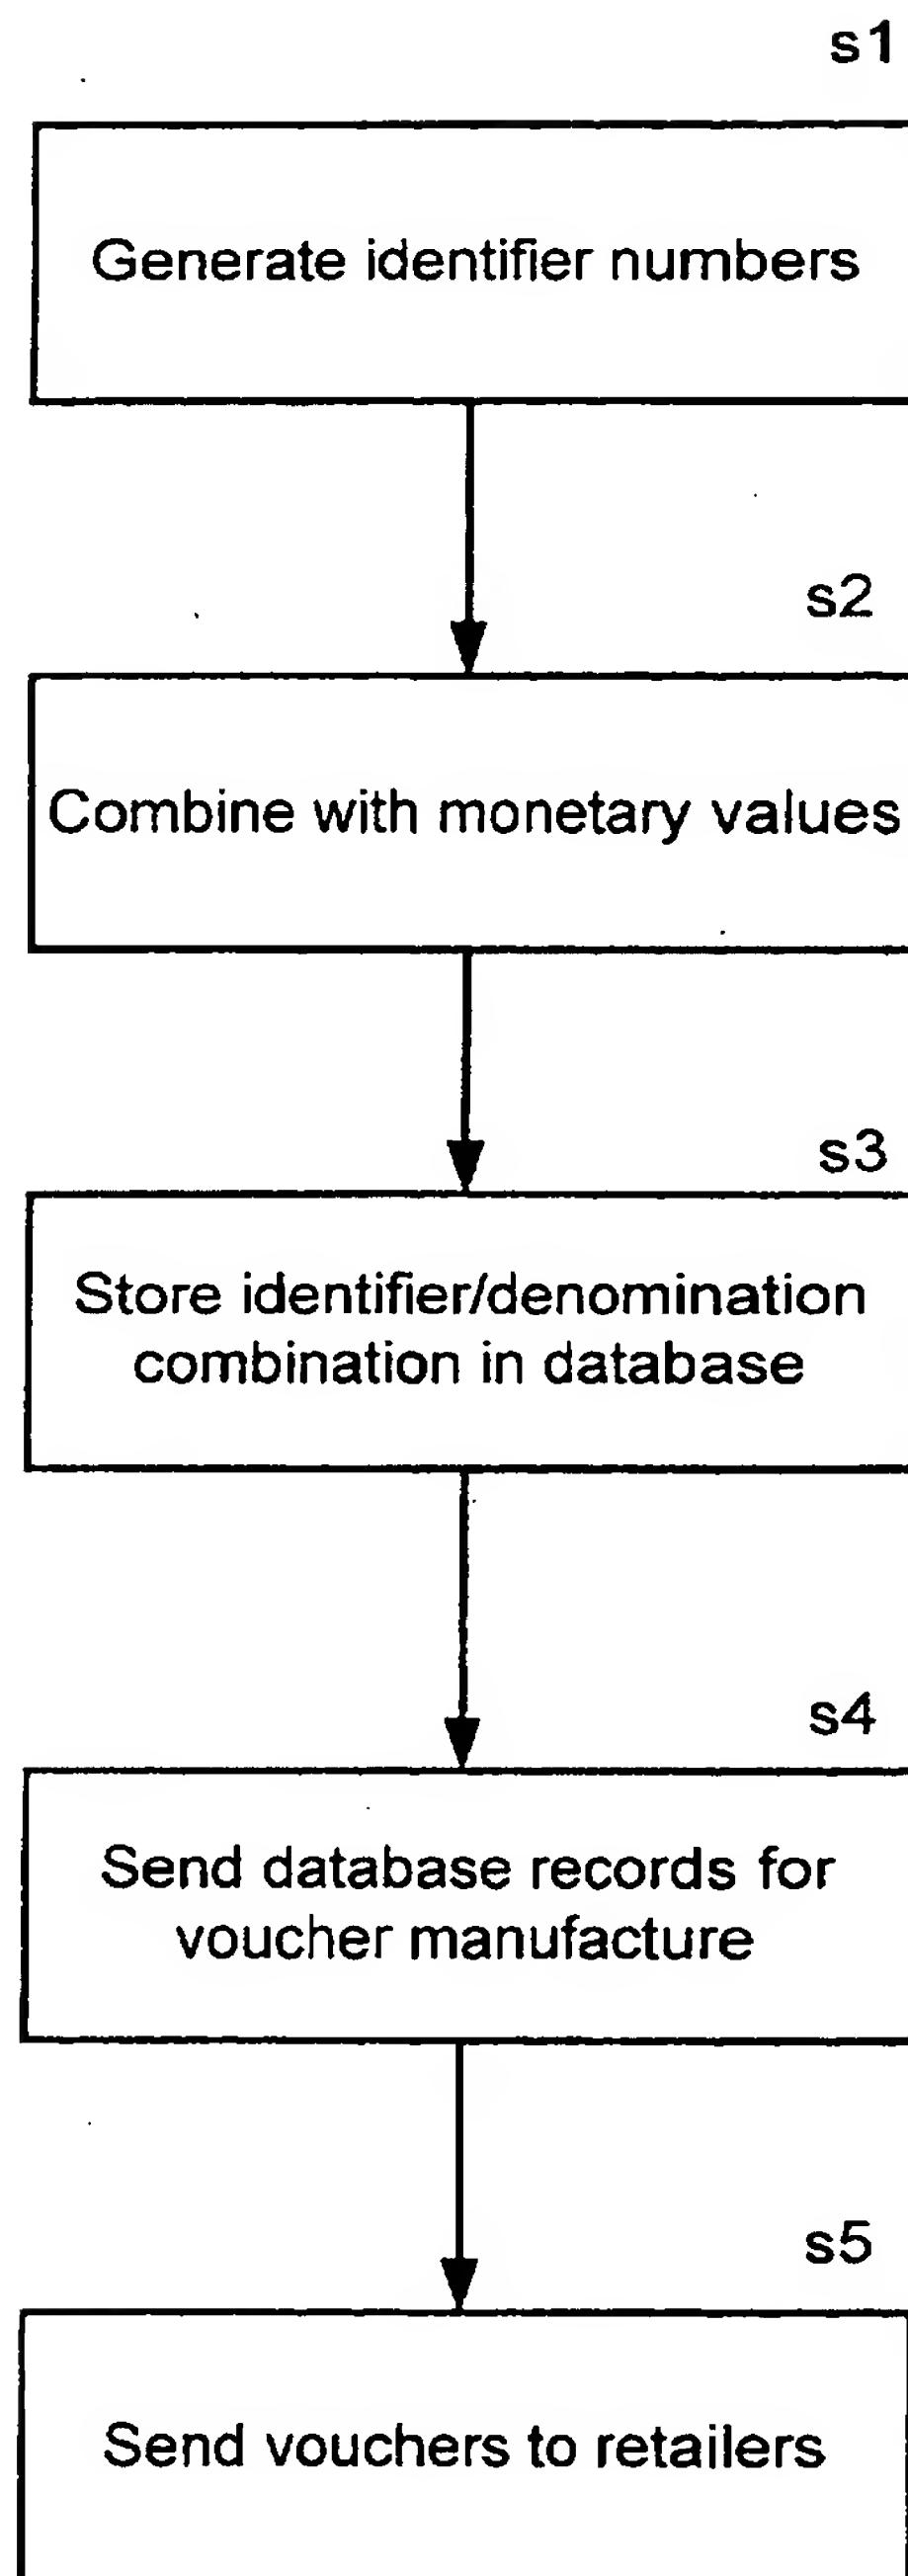 s1
Generate identifier numbers
s2
Combine with monetary values
s3
Store identifier/denomination
combination in database
s4
Send database records for
voucher manufacture
s5
Send vouchers to retailers